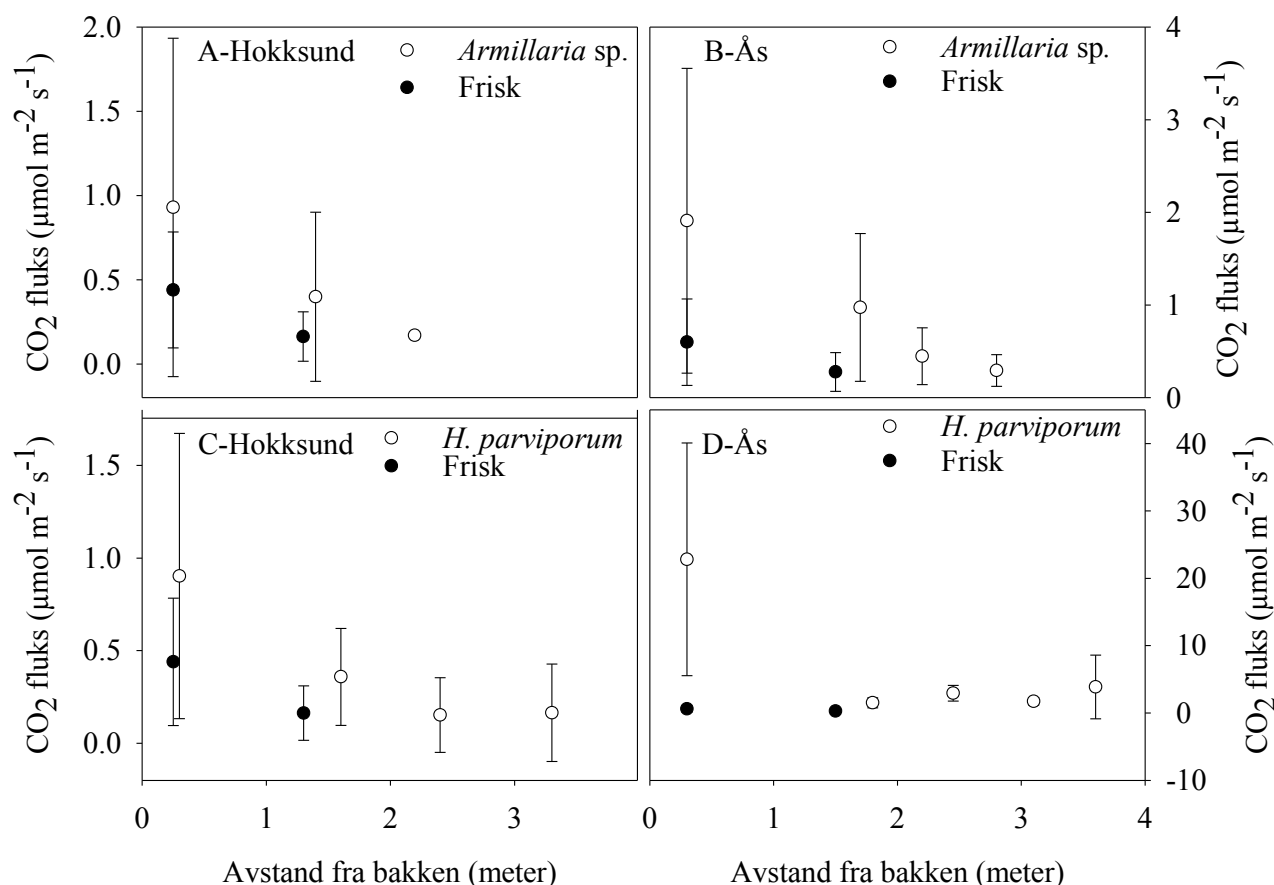 A-Hokksund
Armillaria sp.
Frisk
2.0
1.5
1.0
0.5
0.0
CO2 fluks (µmol m-2 s-1)
B-Ås
Armillaria sp.
Frisk
4
3
2
1
0
CO2 fluks (µmol m-2 s-1)
C-Hokksund
H. parviporum
Frisk
1.5
1.0
0.5
0.0
CO2 fluks (µmol m-2 s-1)
0 1 2 3
Avstand fra bakken (meter)
D-Ås
H. parviporum
Frisk
40
30
20
10
0
-10
CO2 fluks (µmol m-2 s-1)
0 1 2 3 4
Avstand fra bakken (meter)